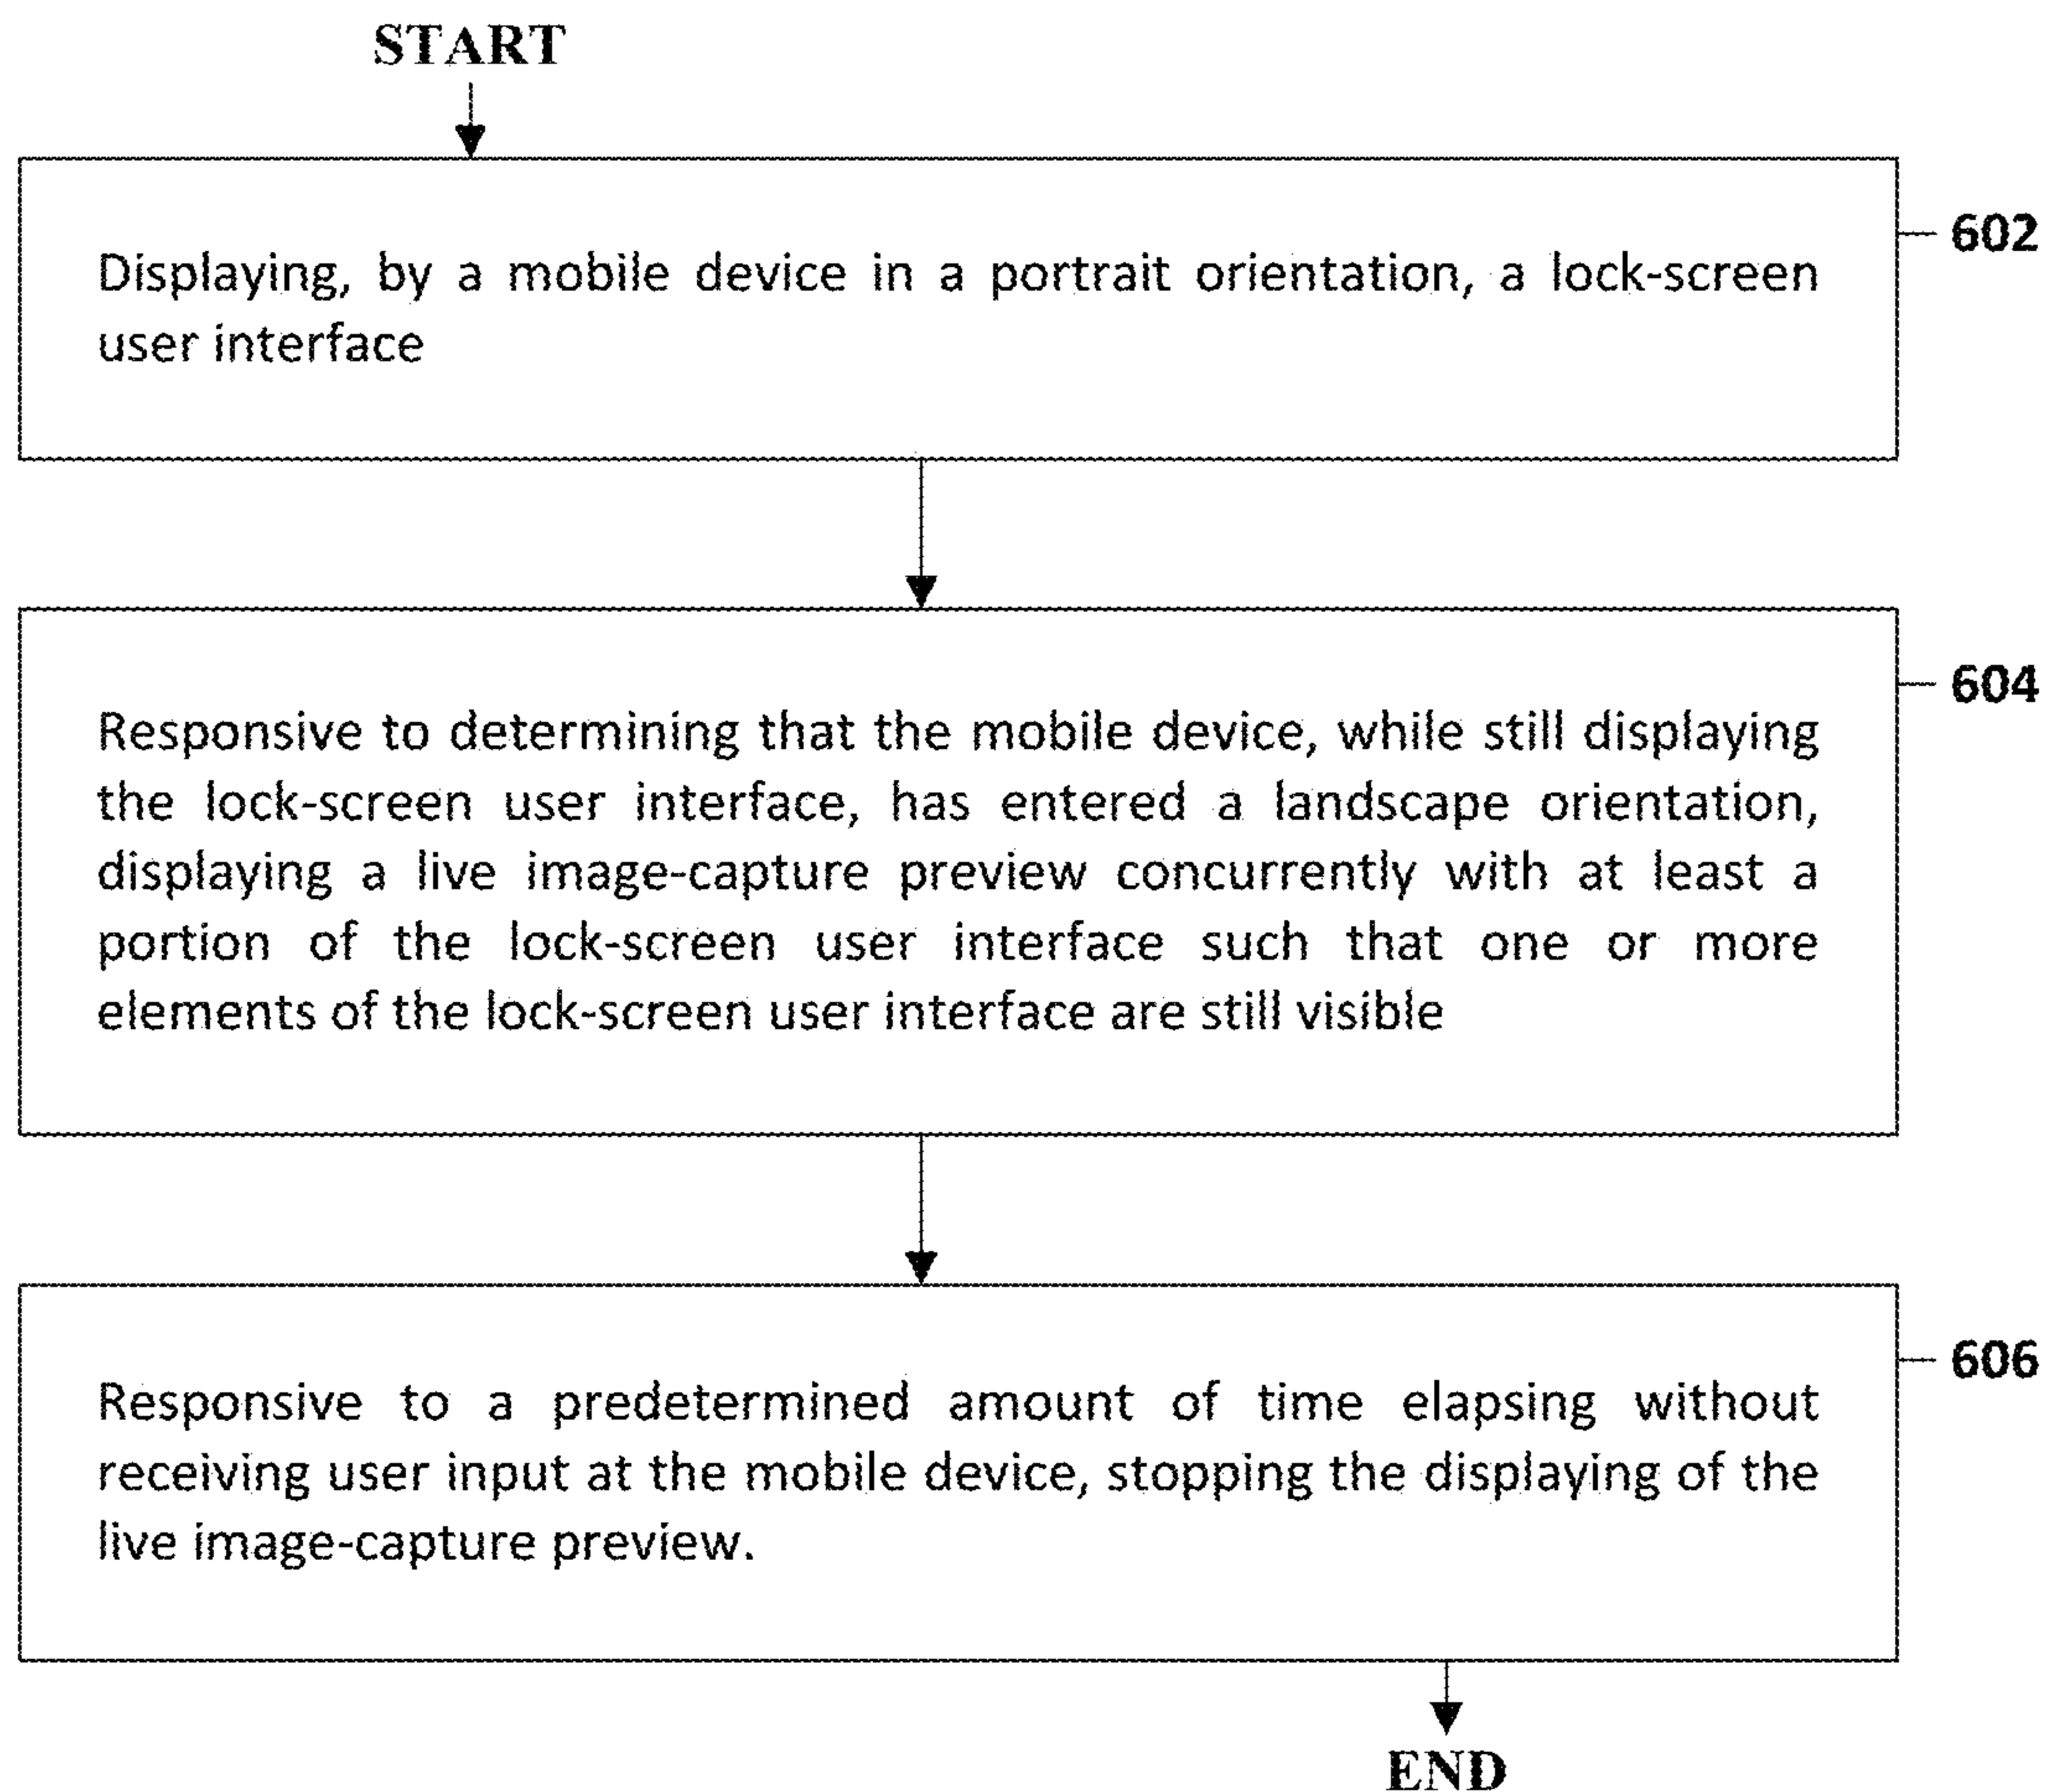 START
602
Displaying, by a mobile device in a portrait orientation, a lock-screen
user interface
604
Responsive to determining that the mobile device, while still displaying
the lock-screen user interface, has entered a landscape orientation,
displaying a live image-capture preview concurrently with at least a
portion of the lock-screen user interface such that one or more
elements of the lock-screen user interface are still visible
606
Responsive to a predetermined amount of time elapsing without
receiving user input at the mobile device, stopping the displaying of the
live image-capture preview.
END